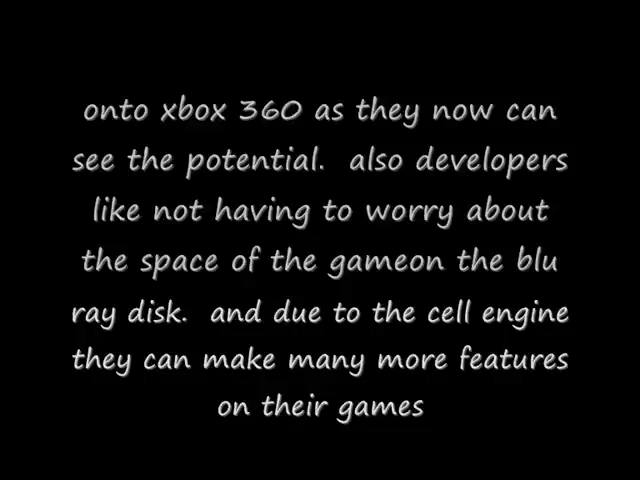 onto xbox 360 as they now can
see the potential.  also developers
like not having to worry about
the space of the gameon the blu
ray disk.  and due to the cell engine
they can make many more features
on their games